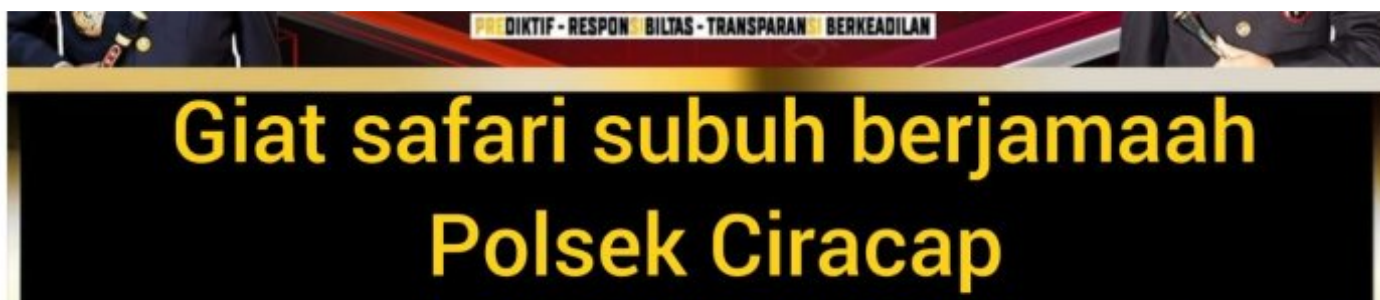 PREDIKTIF - RESPONSIBILTAS - TRANSPARANSI BERKEADILAN
Giat safari subuh berjamaah
Polsek Ciracap